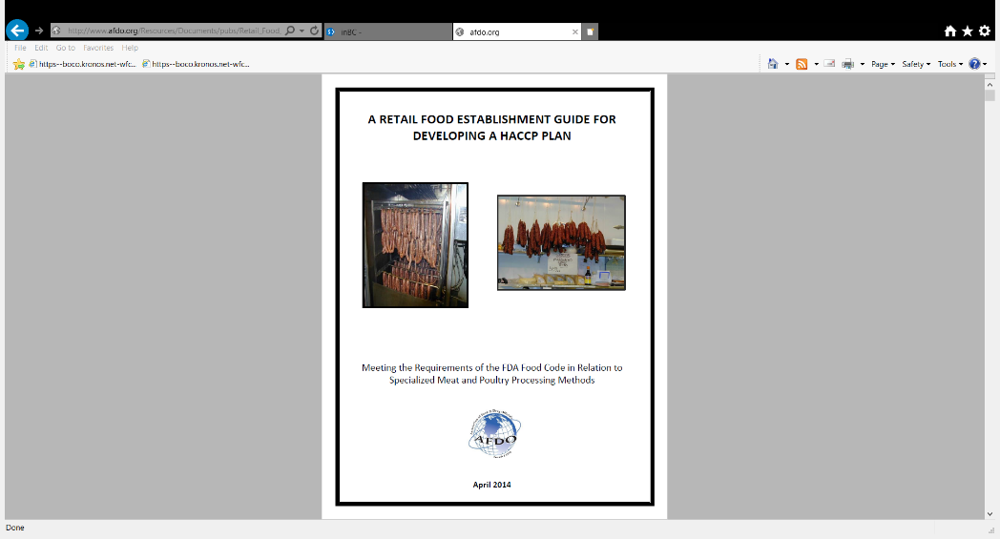 http://www.afdo.org/Resources/Documents/pubs/Retail_Food_
inBC -
afdo.org
File Edit Go to Favorites Help
https--boco.kronos.net-wfc... https--boco.kronos.net-wfc...
Page Safety Tools
A RETAIL FOOD ESTABLISHMENT GUIDE FOR
DEVELOPING A HACCP PLAN
Meeting the Requirements of the FDA Food Code in Relation to
Specialized Meat and Poultry Processing Methods
AFDO
April 2014
Done